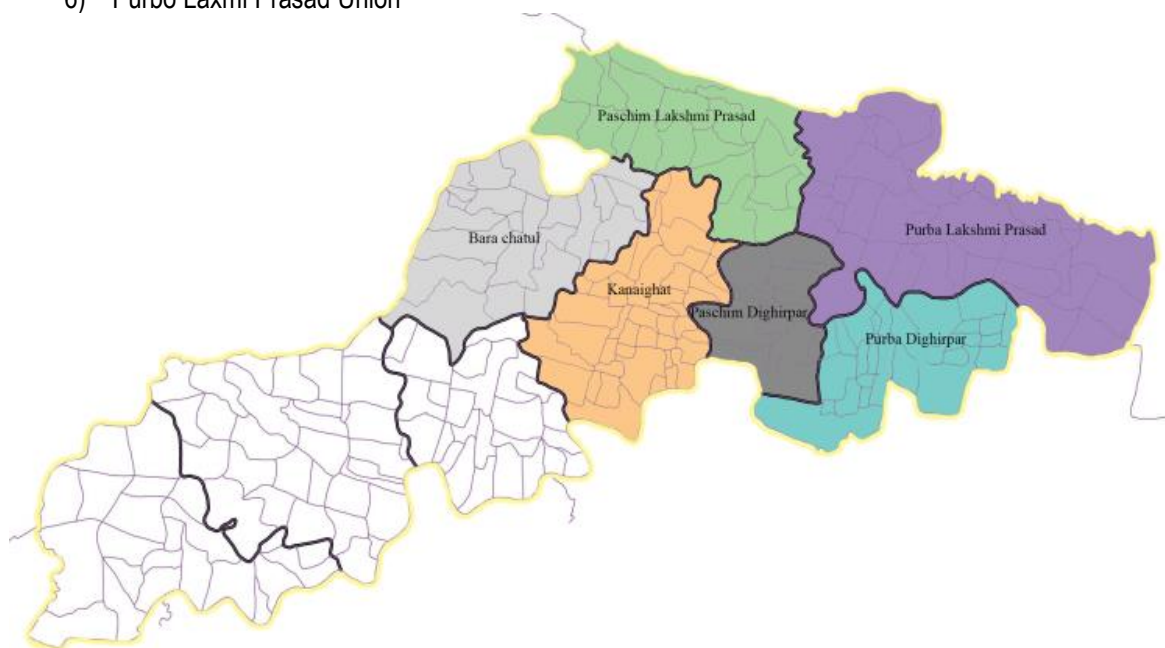 6) Purbo Laxmi Prasad Union
Paschim Lakshmi Prasad
Purba Lakshmi Prasad
Bara chatul
Kanaighat
Paschim Dighirpar
Purba Dighirpar